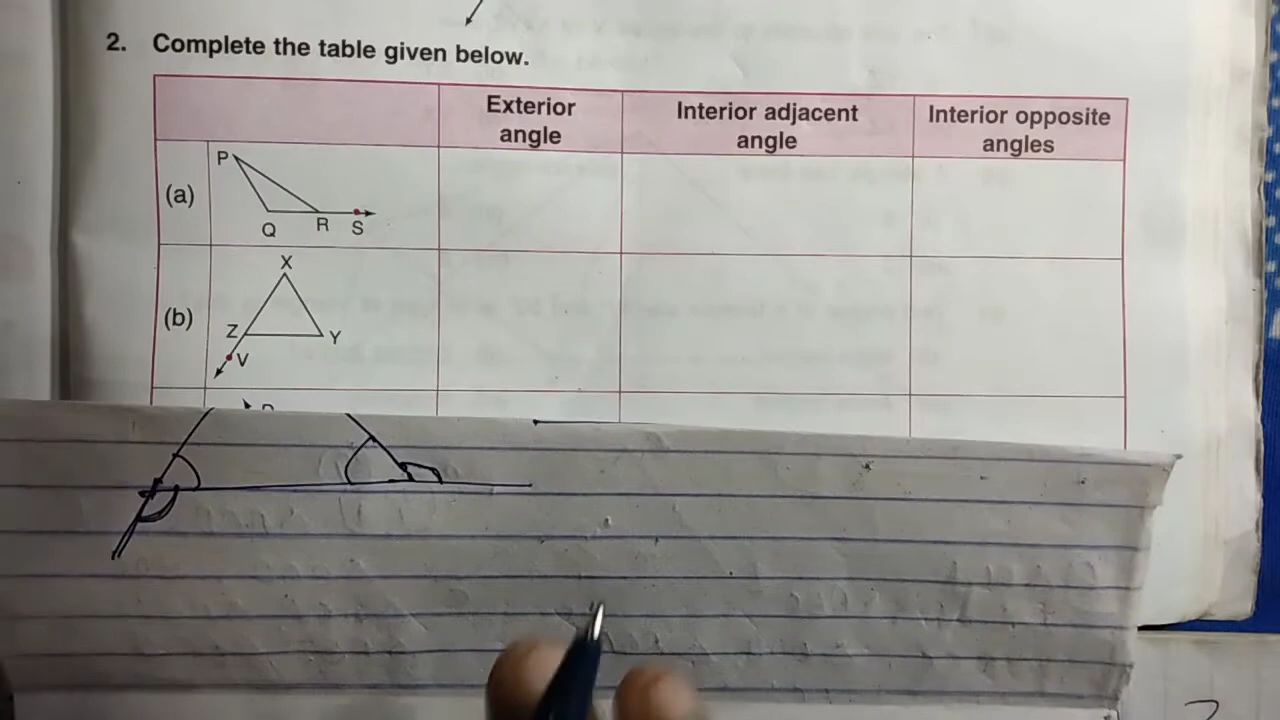 2. Complete the table given below.
Exterior angle
Interior adjacent angle
Interior opposite angles
(a)
P
Q R S
(b)
X
Z Y
V